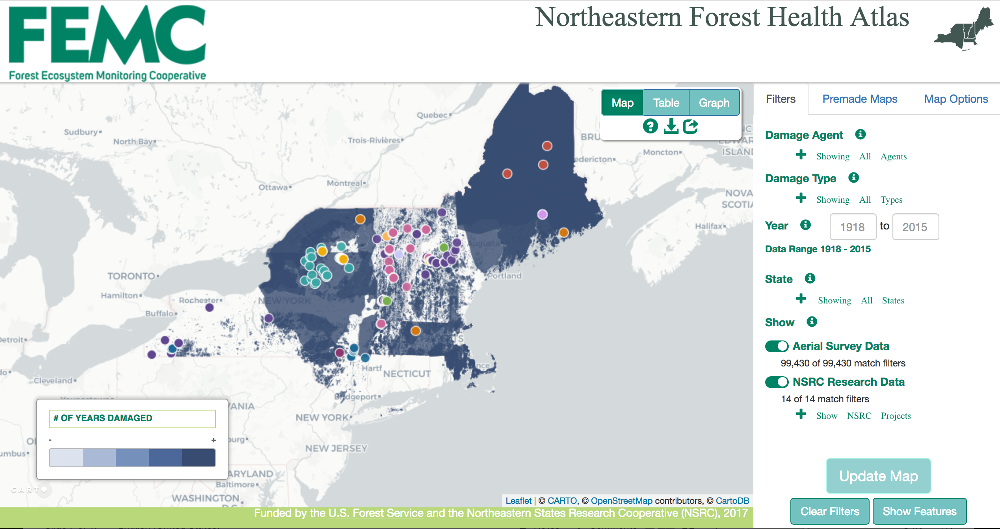 FEMC
Forest Ecosystem Monitoring Cooperative
Northeastern Forest Health Atlas
Map Table Graph
?
Quebec
Sudbury
North Bay
Trois-Rivières
BRU
EDWAR
ISLAND
Moncton
edericton
Ottawa
Montreal
NOVA
SCOTIA
Halifax
Augusta
TORONTO
Portland
Hamilton
Rochester
NEW YORK
Buffalo
bany
etroit
TS
Hartf
NECTICUT
nce
Cleveland
Bridgeport
VANIA
NEW YORK
burg
NEW JERSEY
umbus
ARYLAND
Baltimore
WASHINGTON
# OF YEARS DAMAGED
- +
CARTO
Leaflet | © CARTO, © OpenStreetMap contributors, © CartoDB
Funded by the U.S. Forest Service and the Northeastern States Research Cooperative (NSRC), 2017
Filters Premade Maps Map Options
Damage Agent i
+ Showing All Agents
Damage Type i
+ Showing All Types
Year i 1918 to 2015
Data Range 1918 - 2015
State i
+ Showing All States
Show i
Aerial Survey Data
99,430 of 99,430 match filters
NSRC Research Data
14 of 14 match filters
+ Show NSRC Projects
Update Map
Clear Filters Show Features